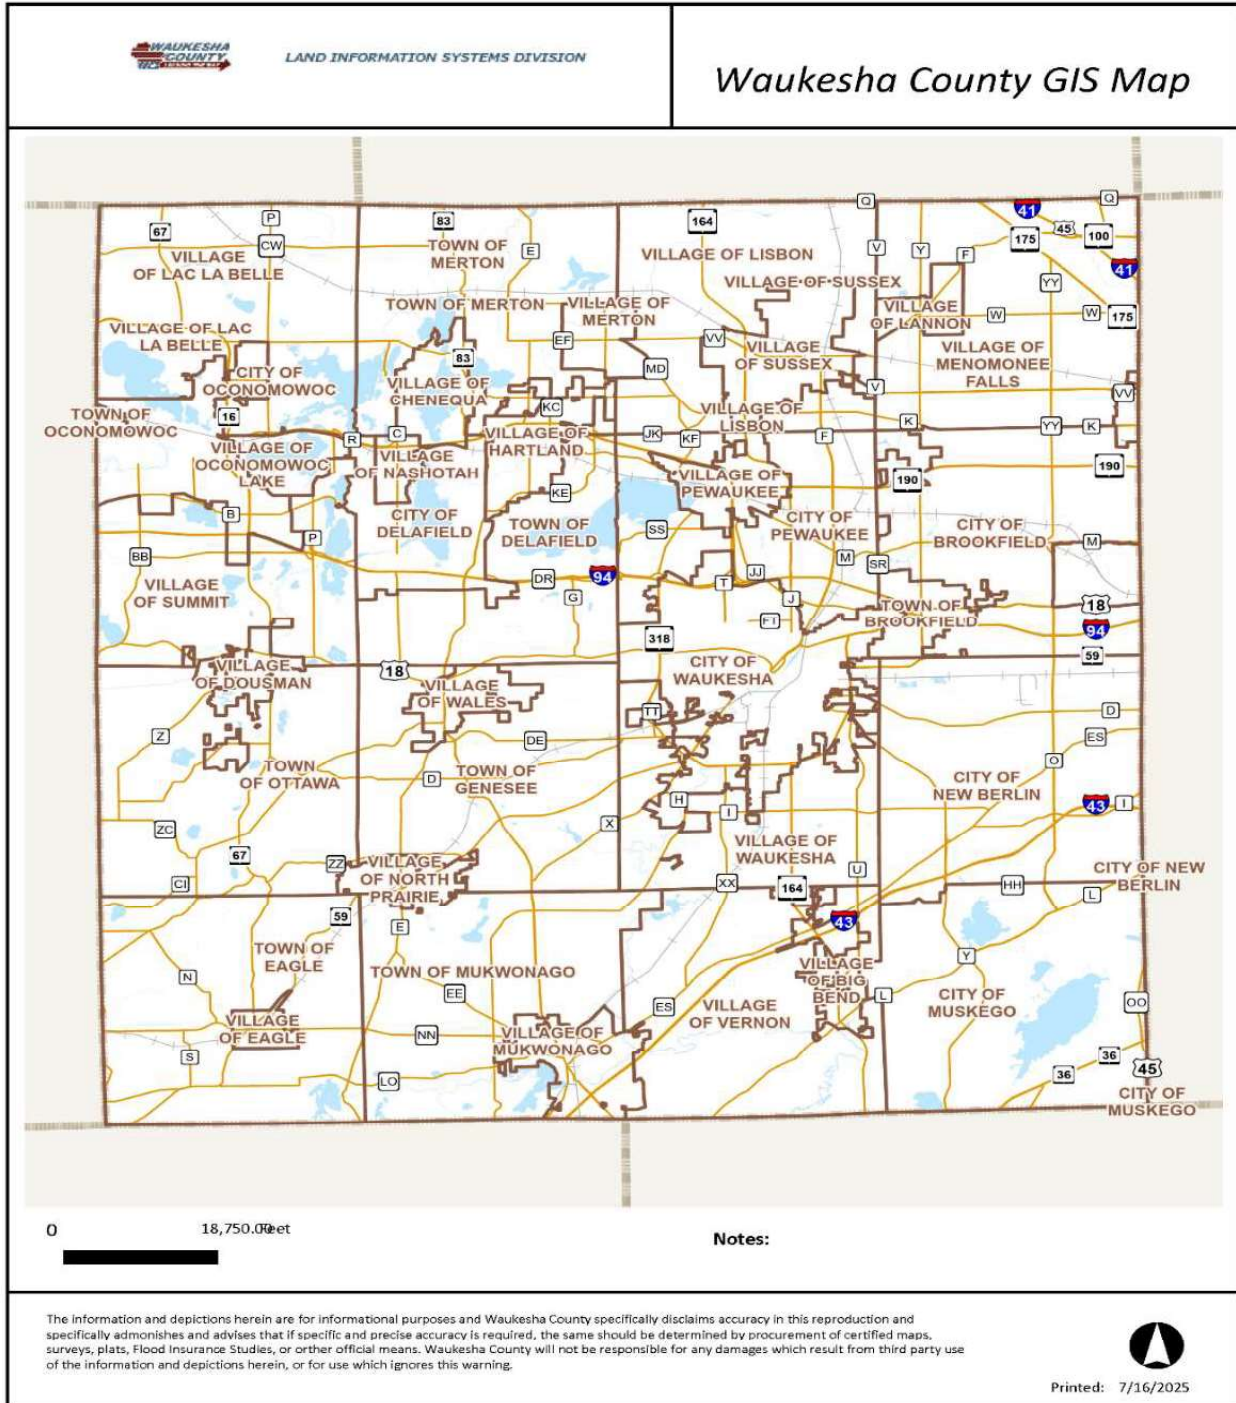 WAUKESHA
COUNTY
LAND INFORMATION SYSTEMS DIVISION
Waukesha County GIS Map
Q
Q
41
P
83
164
67
45
175
100
CW
E
V
Y
F
TOWN OF
MERTON
VILLAGE
OF LAC LA BELLE
VILLAGE OF LISBON
41
VILLAGE OF SUSSEX
YY
TOWN OF MERTON
VILLAGE OF
MERTON
VILLAGE
OF LANNON
W
W
175
VILLAGE OF LAC
LA BELLE
EF
VV
VILLAGE
OF SUSSEX
VILLAGE OF
MENOMONEE
FALLS
83
MD
CITY OF
OCONOMOWOC
VILLAGE OF
CHENEQUA
V
VV
KC
TOWN OF
OCONOMOWOC
16
VILLAGE OF
LISBON
K
YY
K
R
C
VILLAGE OF
HARTLAND
JK
KF
F
VILLAGE OF
OCONOMOWOC
LAKE
VILLAGE
OF NASHOTAH
190
VILLAGE OF
PEWAUKEE
190
KE
B
CITY OF
DELAFIELD
TOWN OF
DELAFIELD
SS
CITY OF
PEWAUKEE
CITY OF
BROOKFIELD
P
M
BB
M
SR
VILLAGE
OF SUMMIT
DR
94
T
JJ
G
J
18
FT
TOWN OF
BROOKFIELD
94
318
59
VILLAGE
OF DOUSMAN
18
CITY OF
WAUKESHA
VILLAGE
OF WALES
TT
D
Z
DE
ES
O
TOWN
OF OTTAWA
D
TOWN OF
GENESEE
CITY OF
NEW BERLIN
H
I
43
I
ZC
X
VILLAGE OF
WAUKESHA
67
ZZ
VILLAGE
OF NORTH
PRAIRIE
U
CITY OF NEW
BERLIN
CI
XX
164
HH
L
59
E
43
TOWN OF
EAGLE
Y
N
TOWN OF MUKWONAGO
VILLAGE
OF BIG
BEND
EE
ES
VILLAGE
OF VERNON
L
CITY OF
MUSKEGO
OO
VILLAGE
OF EAGLE
NN
VILLAGE OF
MUKWONAGO
S
36
LO
36
45
CITY OF
MUSKEGO
0
18,750.00 Feet
Notes:
The information and depictions herein are for informational purposes and Waukesha County specifically disclaims accuracy in this reproduction and
specifically admonishes and advises that if specific and precise accuracy is required, the same should be determined by procurement of certified maps,
surveys, plats, Flood Insurance Studies, or orther official means. Waukesha County will not be responsible for any damages which result from third party use
of the information and depictions herein, or for use which ignores this warning.
Printed: 7/16/2025